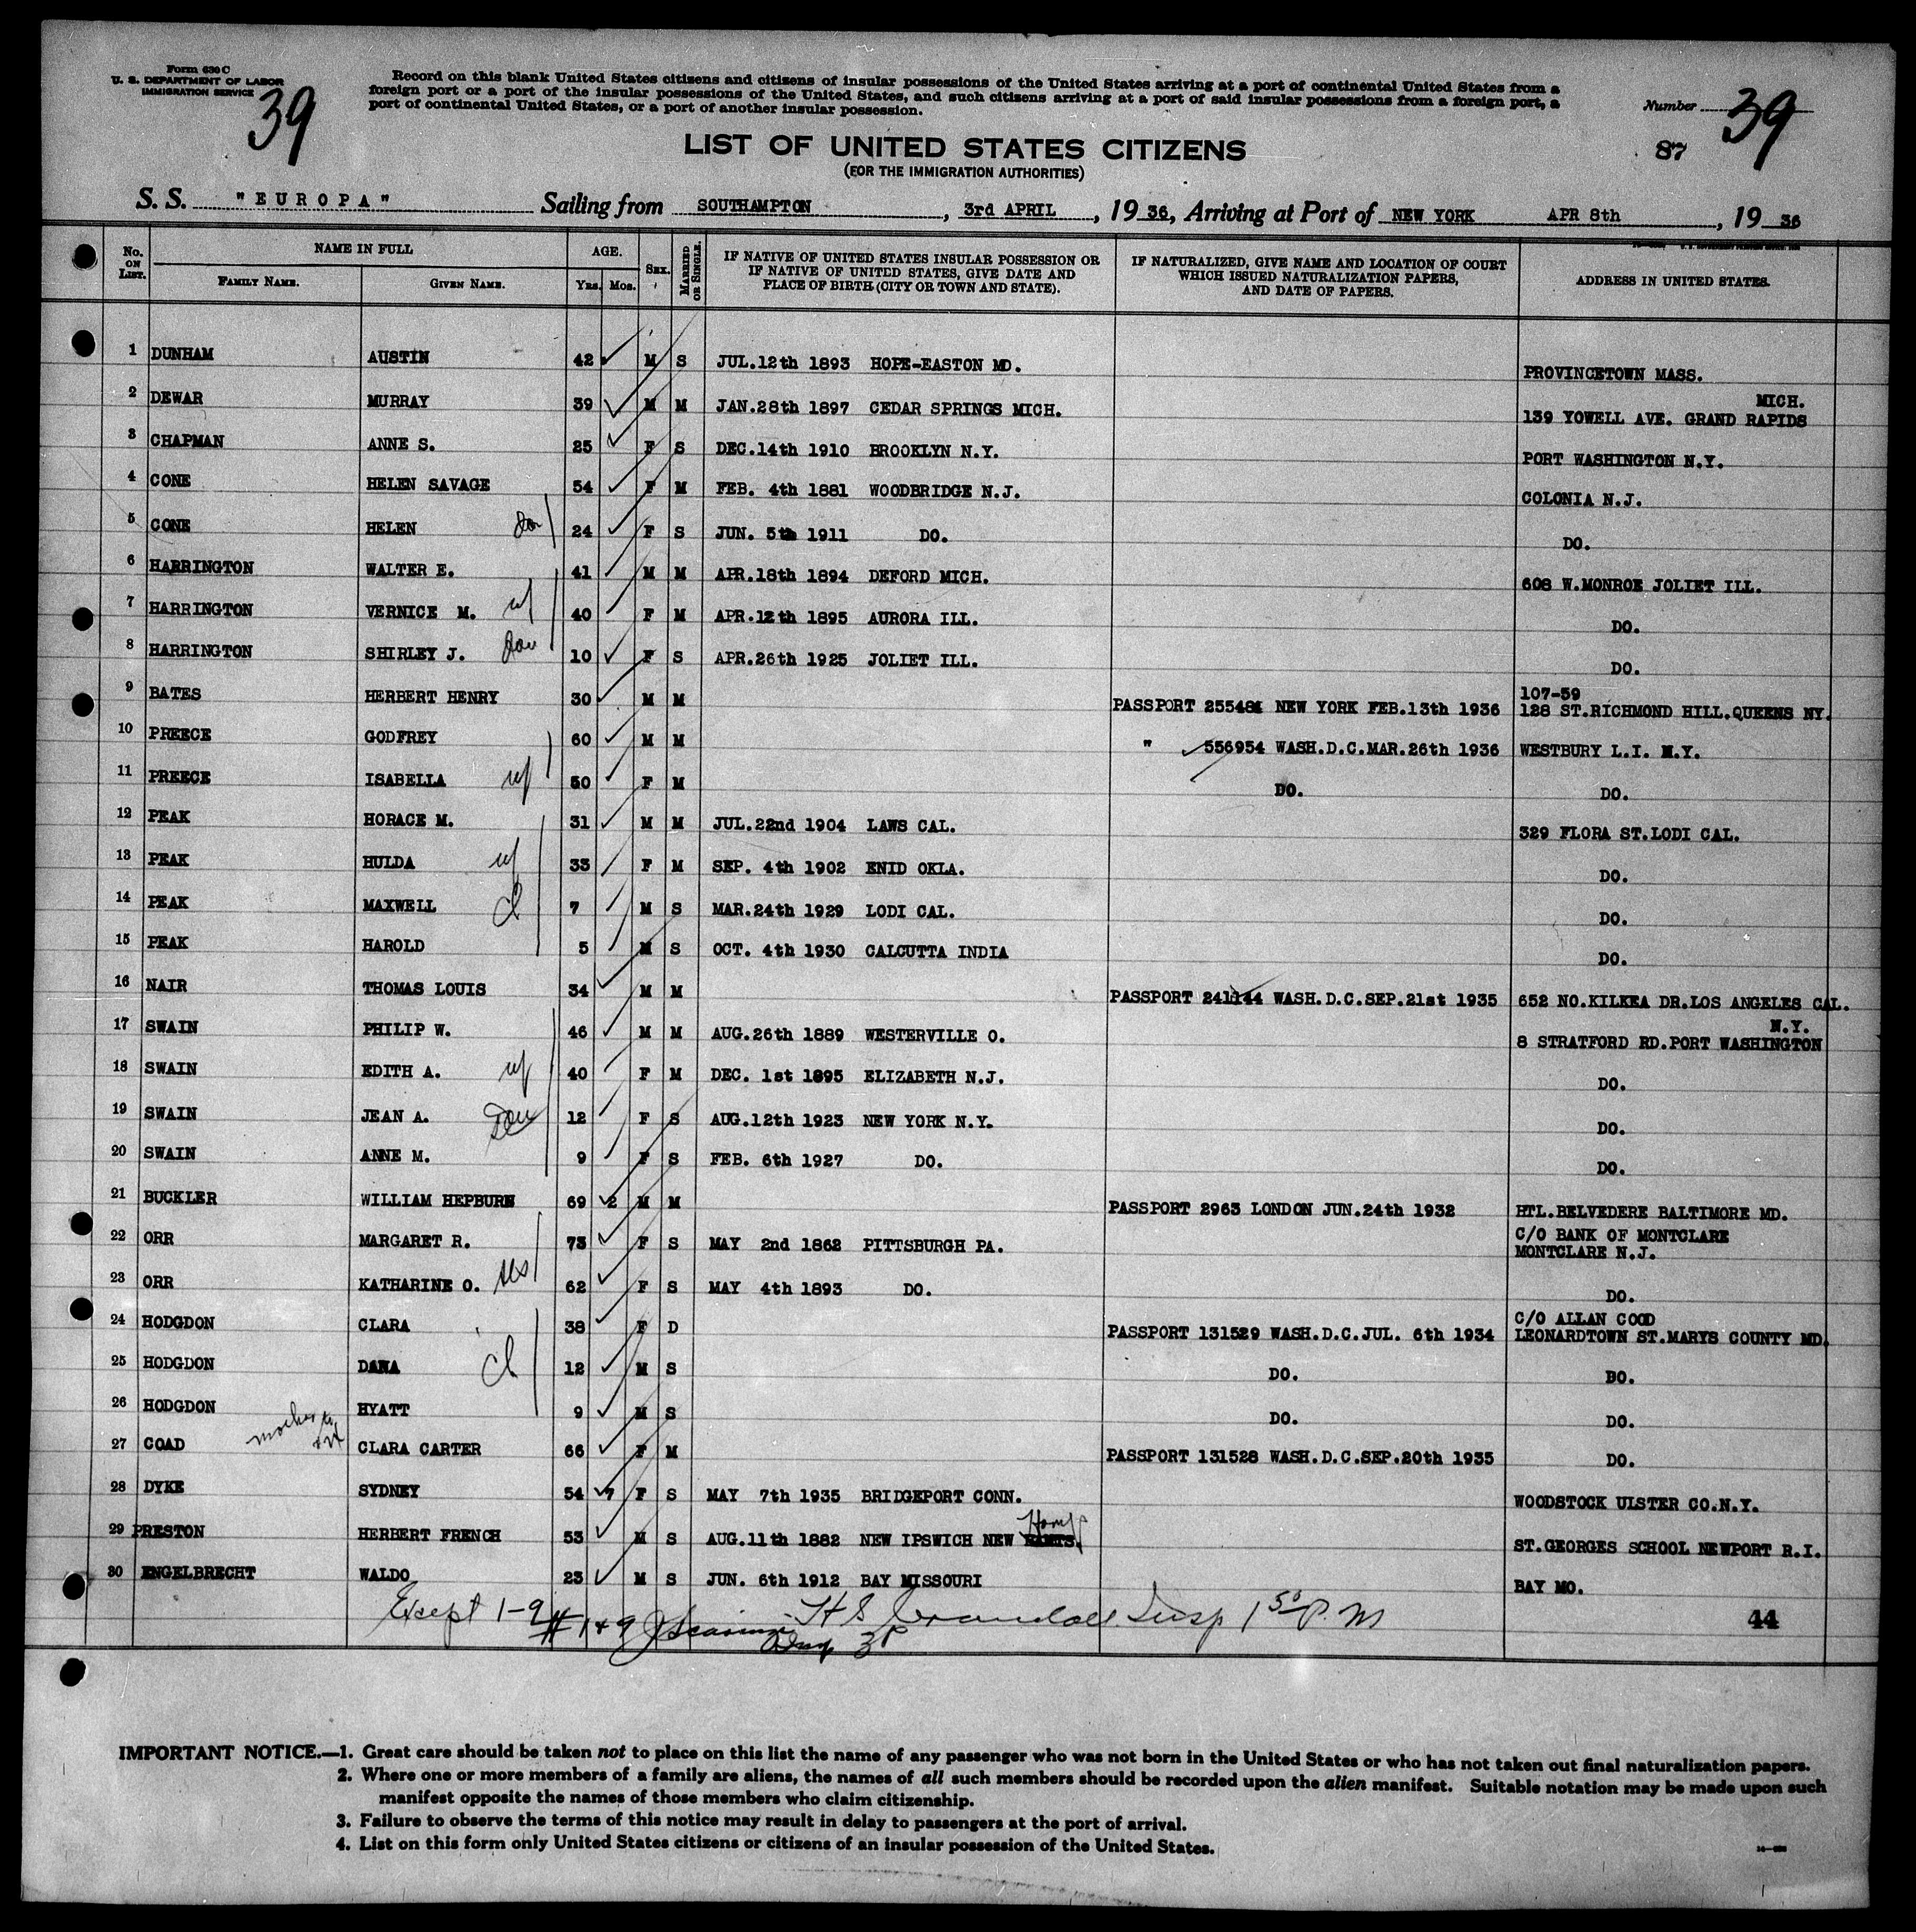 Form 630 C
U. S. DEPARTMENT OF LABOR
IMMIGRATION SERVICE
39
Record on this blank United States citizens and citizens of insular possessions of the United States arriving at a port of continental United States from a
foreign port or a port of the insular possessions of the United States, and such citizens arriving at a port of said insular possessions from a foreign port, a
port of continental United States, or a port of another insular possession.
Number 39
87
LIST OF UNITED STATES CITIZENS
(FOR THE IMMIGRATION AUTHORITIES)
S. S. "EUROPA" Sailing from SOUTHAMPTON, 3rd APRIL, 1936, Arriving at Port of NEW YORK APR 8th, 1936
No. ON LIST. NAME IN FULL FAMILY NAME. GIVEN NAME. AGE. YRS. MOS. SEX. MARRIED OR SINGLE. IF NATIVE OF UNITED STATES INSULAR POSSESSION OR IF NATIVE OF UNITED STATES, GIVE DATE AND PLACE OF BIRTH (CITY OR TOWN AND STATE). IF NATURALIZED, GIVE NAME AND LOCATION OF COURT WHICH ISSUED NATURALIZATION PAPERS, AND DATE OF PAPERS. ADDRESS IN UNITED STATES.
1 DUNHAM AUSTIN 42 M S JUL.12th 1893 HOPE-EASTON MD. PROVINCETOWN MASS.
2 DEWAR MURRAY 39 M M JAN.28th 1897 CEDAR SPRINGS MICH. 139 YOWELL AVE. GRAND RAPIDS MICH.
3 CHAPMAN ANNE S. 25 F S DEC.14th 1910 BROOKLYN N.Y. PORT WASHINGTON N.Y.
4 CONE HELEN SAVAGE 54 F M FEB. 4th 1881 WOODBRIDGE N.J. COLONIA N.J.
5 CONE HELEN dau 24 F S JUN. 5th 1911 DO. DO.
6 HARRINGTON WALTER E. 41 M M APR.18th 1894 DEFORD MICH. 608 W.MONROE JOLIET ILL.
7 HARRINGTON VERNICE M. wf 40 F M APR.12th 1895 AURORA ILL. DO.
8 HARRINGTON SHIRLEY J. dau 10 F S APR.26th 1925 JOLIET ILL. DO.
9 BATES HERBERT HENRY 30 M M PASSPORT 255484 NEW YORK FEB.13th 1936 107-59 128 ST.RICHMOND HILL.QUEENS NY.
10 PREECE GODFREY 60 M M " 556954 WASH.D.C.MAR.26th 1936 WESTBURY L.I. N.Y.
11 PREECE ISABELLA wf 50 F M DO. DO.
12 PEAK HORACE M. 31 M M JUL.22nd 1904 LAWS CAL. 329 FLORA ST.LODI CAL.
13 PEAK HULDA wf 33 F M SEP. 4th 1902 ENID OKLA. DO.
14 PEAK MAXWELL cl 7 M S MAR.24th 1929 LODI CAL. DO.
15 PEAK HAROLD 5 M S OCT. 4th 1930 CALCUTTA INDIA DO.
16 NAIR THOMAS LOUIS 34 M M PASSPORT 241144 WASH.D.C.SEP.21st 1935 652 NO.KILKEA DR.LOS ANGELES CAL.
17 SWAIN PHILIP W. 46 M M AUG.26th 1889 WESTERVILLE O. 8 STRATFORD RD.PORT WASHINGTON N.Y.
18 SWAIN EDITH A. wf 40 F M DEC. 1st 1895 ELIZABETH N.J. DO.
19 SWAIN JEAN A. Dau 12 F S AUG.12th 1923 NEW YORK N.Y. DO.
20 SWAIN ANNE M. 9 F S FEB. 6th 1927 DO. DO.
21 BUCKLER WILLIAM HEPBURN 69 2 M M PASSPORT 2963 LONDON JUN.24th 1932 HTL.BELVEDERE BALTIMORE MD.
22 ORR MARGARET R. 73 F S MAY 2nd 1862 PITTSBURGH PA. C/O BANK OF MONTCLARE MONTCLARE N.J.
23 ORR KATHARINE O. sis 62 F S MAY 4th 1893 DO. DO.
24 HODGDON CLARA 38 F D PASSPORT 131529 WASH.D.C.JUL. 6th 1934 C/O ALLAN COOD LEONARDTOWN ST.MARYS COUNTY MD.
25 HODGDON DANA cl 12 M S DO. DO.
26 HODGDON HYATT 9 M S DO. DO.
27 COAD mother to CLARA CARTER 66 F M PASSPORT 131528 WASH.D.C.SEP.20th 1935 DO.
28 DYKE SYDNEY 54 7 F S MAY 7th 1935 BRIDGEPORT CONN. WOODSTOCK ULSTER CO.N.Y.
29 PRESTON HERBERT FRENCH 53 M S AUG.11th 1882 NEW IPSWICH NEW HANTS. ST.GEORGES SCHOOL NEWPORT R.I.
30 ENGELBRECHT WALDO 23 M S JUN. 6th 1912 BAY MISSOURI BAY MO.
Except 1-9 H S Crandall Insp 1 50 P.M
# 1 + 9
44
IMPORTANT NOTICE.—1. Great care should be taken not to place on this list the name of any passenger who was not born in the United States or who has not taken out final naturalization papers.
2. Where one or more members of a family are aliens, the names of all such members should be recorded upon the alien manifest. Suitable notation may be made upon such
manifest opposite the names of those members who claim citizenship.
3. Failure to observe the terms of this notice may result in delay to passengers at the port of arrival.
4. List on this form only United States citizens or citizens of an insular possession of the United States.